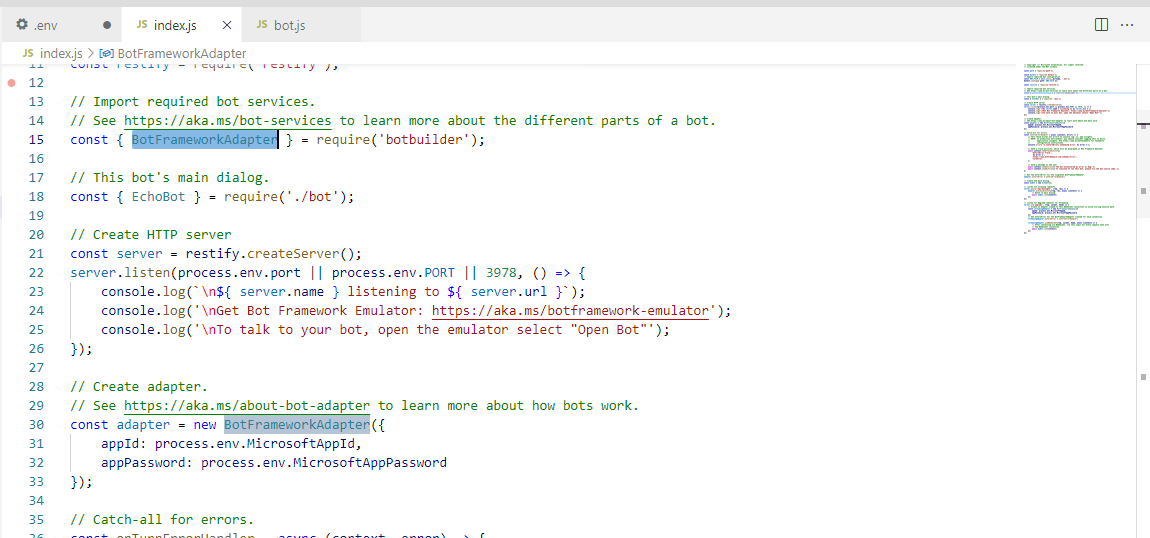 .env
JS index.js
JS bot.js
JS index.js > BotFrameworkAdapter
11 const restify = require('restify');
12
13 // Import required bot services.
14 // See https://aka.ms/bot-services to learn more about the different parts of a bot.
15 const { BotFrameworkAdapter } = require('botbuilder');
16
17 // This bot's main dialog.
18 const { EchoBot } = require('./bot');
19
20 // Create HTTP server
21 const server = restify.createServer();
22 server.listen(process.env.port || process.env.PORT || 3978, () => {
23     console.log(`\n${ server.name } listening to ${ server.url }`);
24     console.log('\nGet Bot Framework Emulator: https://aka.ms/botframework-emulator');
25     console.log('\nTo talk to your bot, open the emulator select "Open Bot"');
26 });
27
28 // Create adapter.
29 // See https://aka.ms/about-bot-adapter to learn more about how bots work.
30 const adapter = new BotFrameworkAdapter({
31     appId: process.env.MicrosoftAppId,
32     appPassword: process.env.MicrosoftAppPassword
33 });
34
35 // Catch-all for errors.
36 const onTurnErrorHandler = async (context, error) => {